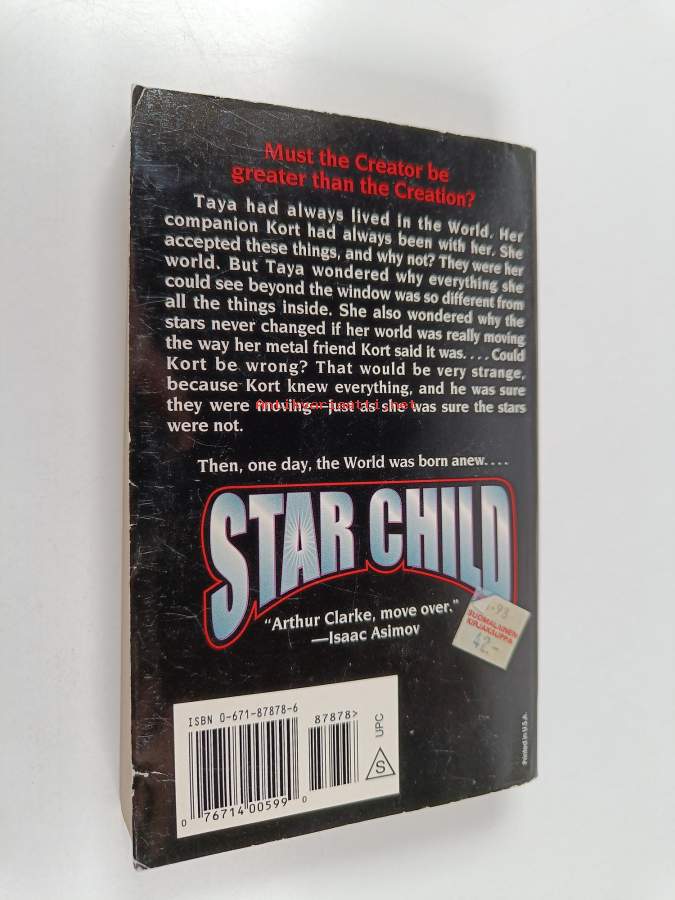 Must the Creator be
greater than the Creation?
Taya had always lived in the World. Her
companion Kort had always been with her. She
accepted these things, and why not? They were her
world. But Taya wondered why everything she
could see beyond the window was so different from
all the things inside. She also wondered why the
stars never changed if her world was really moving
the way her metal friend Kort said it was. . . . Could
Kort be wrong? That would be very strange,
because Kort knew everything, and he was sure
they were moving—just as she was sure the stars
were not.
Antikvariaatti.net
Then, one day, the World was born anew. . . .
STAR CHILD
"Arthur Clarke, move over."
—Isaac Asimov
-93
SUOMALAINEN
KIRJAKAUPPA
42-
ISBN 0-671-87878-6
87878>
UPC
S
0 76714 00599 0
Printed in U.S.A.